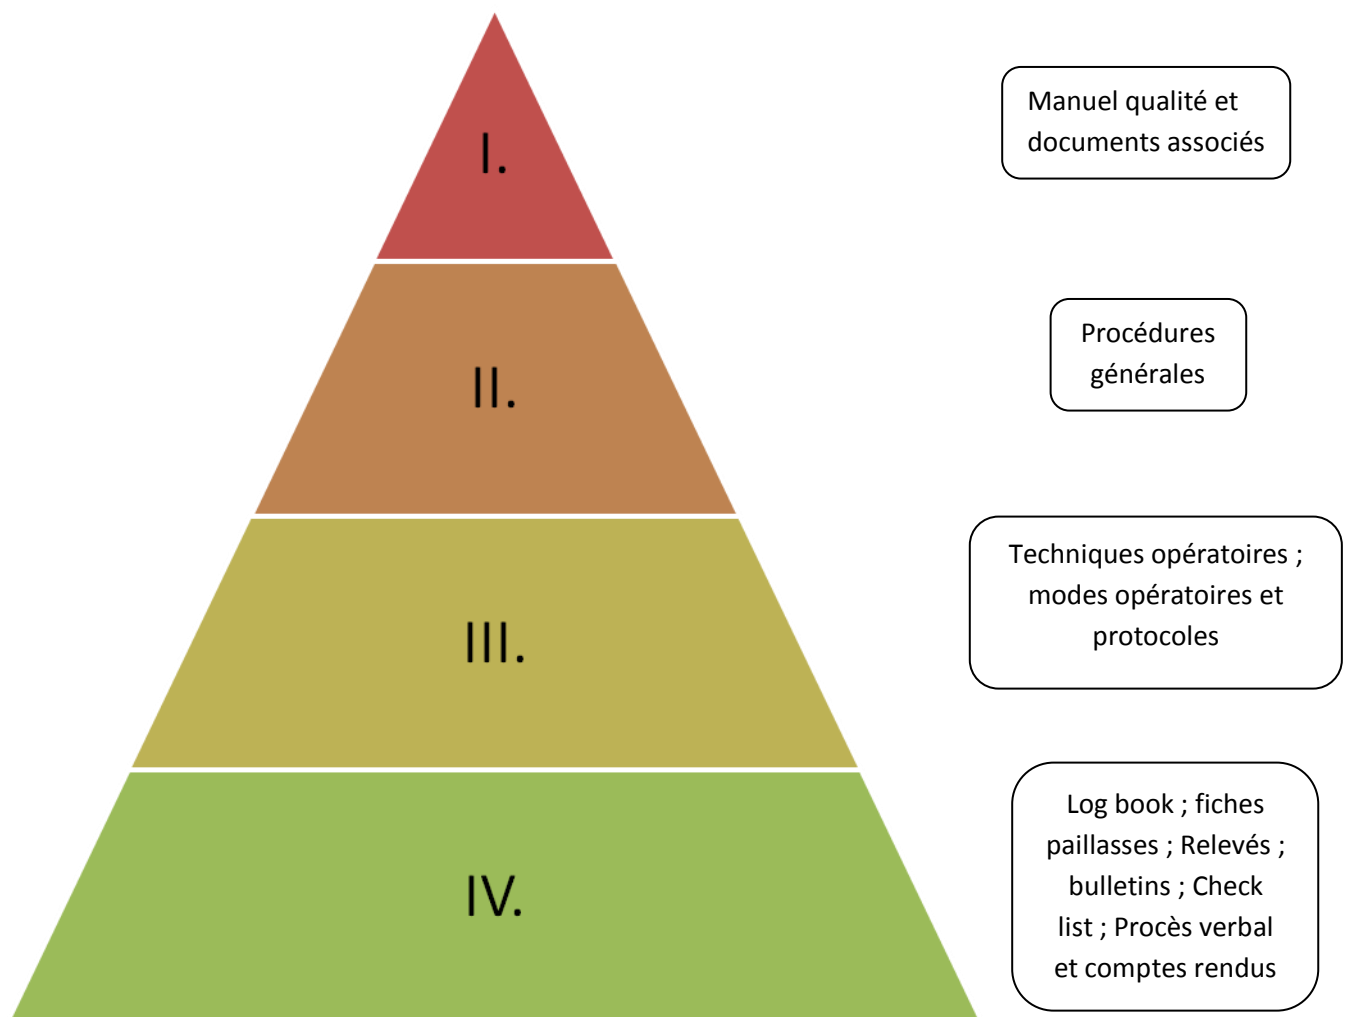 I.
Manuel qualité et
documents associés
II.
Procédures
générales
III.
Techniques opératoires ;
modes opératoires et
protocoles
IV.
Log book ; fiches
paillasses ; Relevés ;
bulletins ; Check
list ; Procès verbal
et comptes rendus